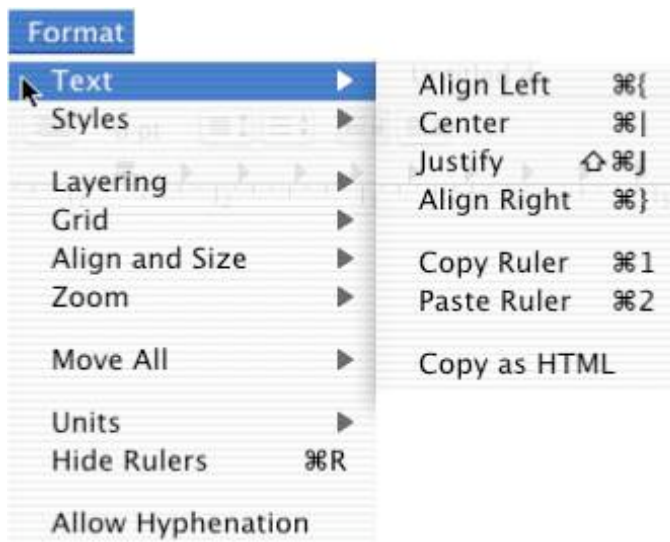 Format
Text
Styles
Layering
Grid
Align and Size
Zoom
Move All
Units
Hide Rulers ⌘R
Allow Hyphenation
Align Left ⌘{
Center ⌘|
Justify ⇧⌘J
Align Right ⌘}
Copy Ruler ⌘1
Paste Ruler ⌘2
Copy as HTML